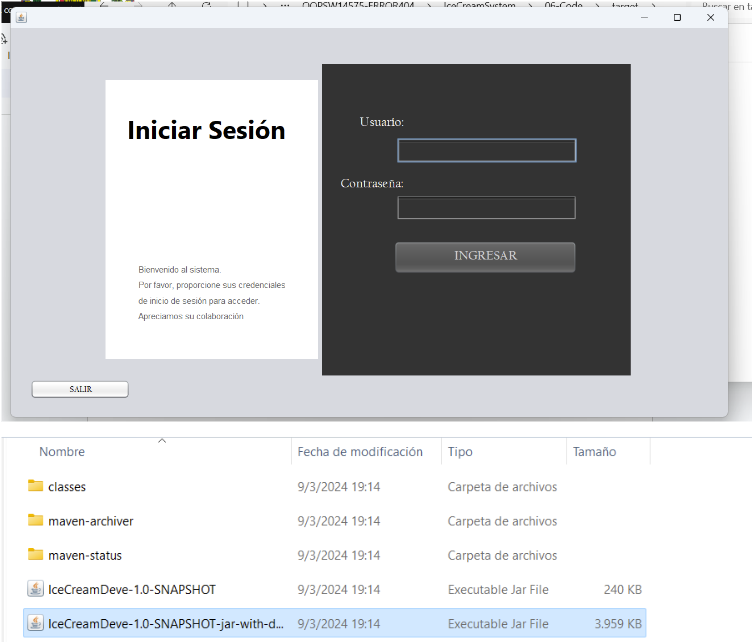 OOPSW14575-ERROR404 > IceCreamSystem > 06-Code > target >
Buscar en ta
Iniciar Sesión
Usuario:
Contraseña:
INGRESAR
Bienvenido al sistema.
Por favor, proporcione sus credenciales
de inicio de sesión para acceder.
Apreciamos su colaboración
SALIR
Nombre Fecha de modificación Tipo Tamaño
classes 9/3/2024 19:14 Carpeta de archivos
maven-archiver 9/3/2024 19:14 Carpeta de archivos
maven-status 9/3/2024 19:14 Carpeta de archivos
IceCreamDeve-1.0-SNAPSHOT 9/3/2024 19:14 Executable Jar File 240 KB
IceCreamDeve-1.0-SNAPSHOT-jar-with-d... 9/3/2024 19:14 Executable Jar File 3.959 KB